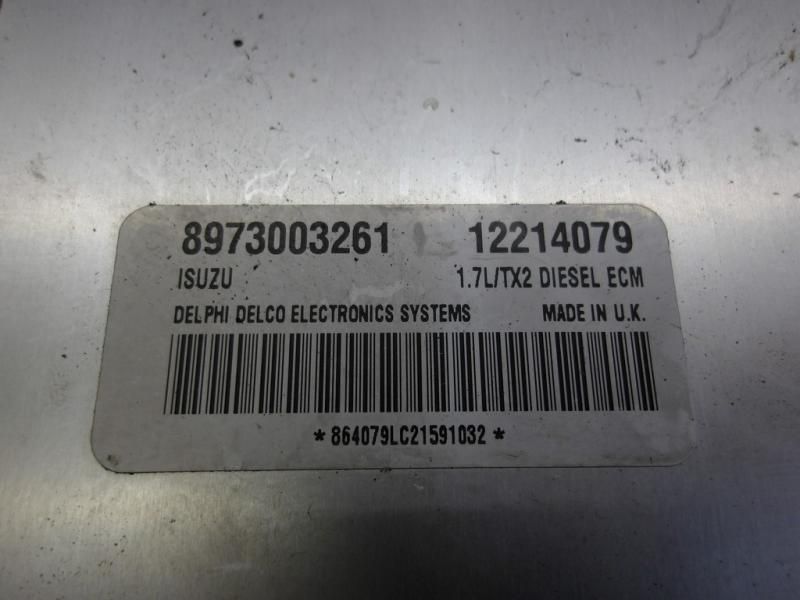 8973003261 12214079
ISUZU 1.7L/TX2 DIESEL ECM
DELPHI DELCO ELECTRONICS SYSTEMS MADE IN U.K.
*864079LC21591032*